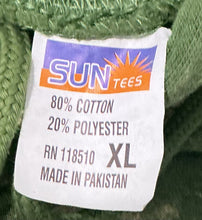 SUN
TEES
80% COTTON
20% POLYESTER
RN 118510 XL
MADE IN PAKISTAN